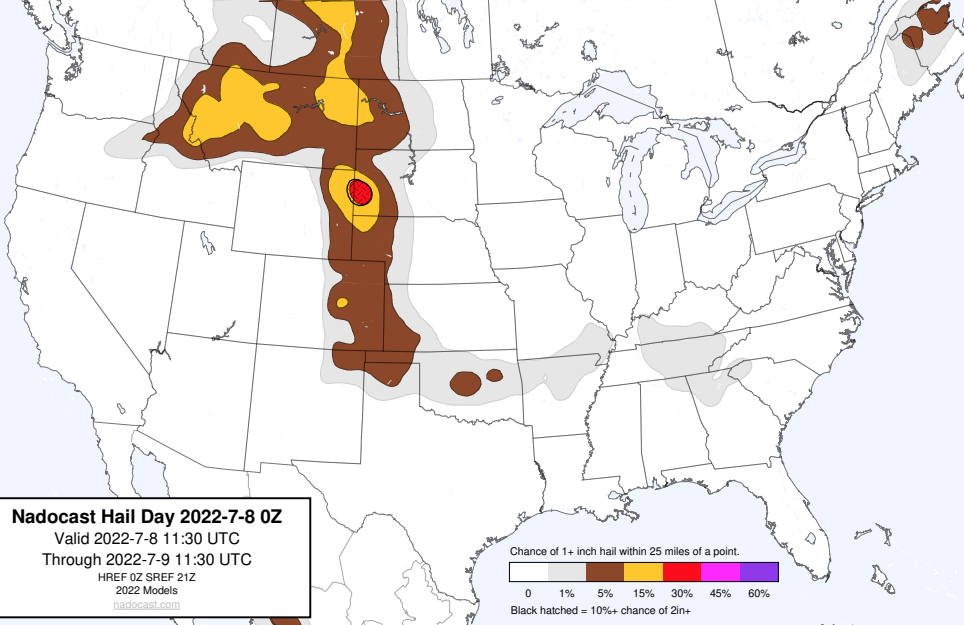 Nadocast Hail Day 2022-7-8 0Z
Valid 2022-7-8 11:30 UTC
Through 2022-7-9 11:30 UTC
HREF 0Z SREF 21Z
2022 Models
nadocast.com
Chance of 1+ inch hail within 25 miles of a point.
0 1% 5% 15% 30% 45% 60%
Black hatched = 10%+ chance of 2in+